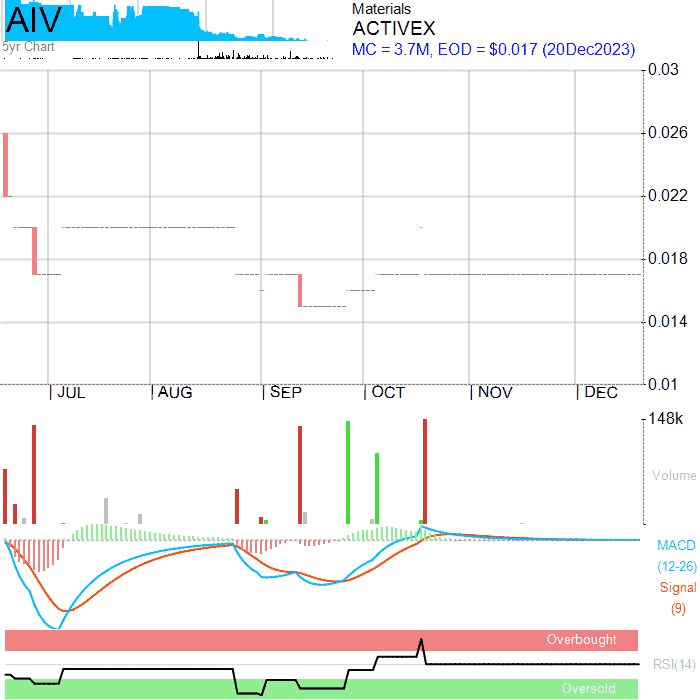 AIV
5yr Chart
Materials
ACTIVEX
MC = 3.7M, EOD = $0.017 (20Dec2023)
0.03
0.026
0.022
0.018
0.014
0.01
JUL AUG SEP OCT NOV DEC
148k
Volume
MACD
(12-26)
Signal
(9)
Overbought
RSI(14)
Oversold